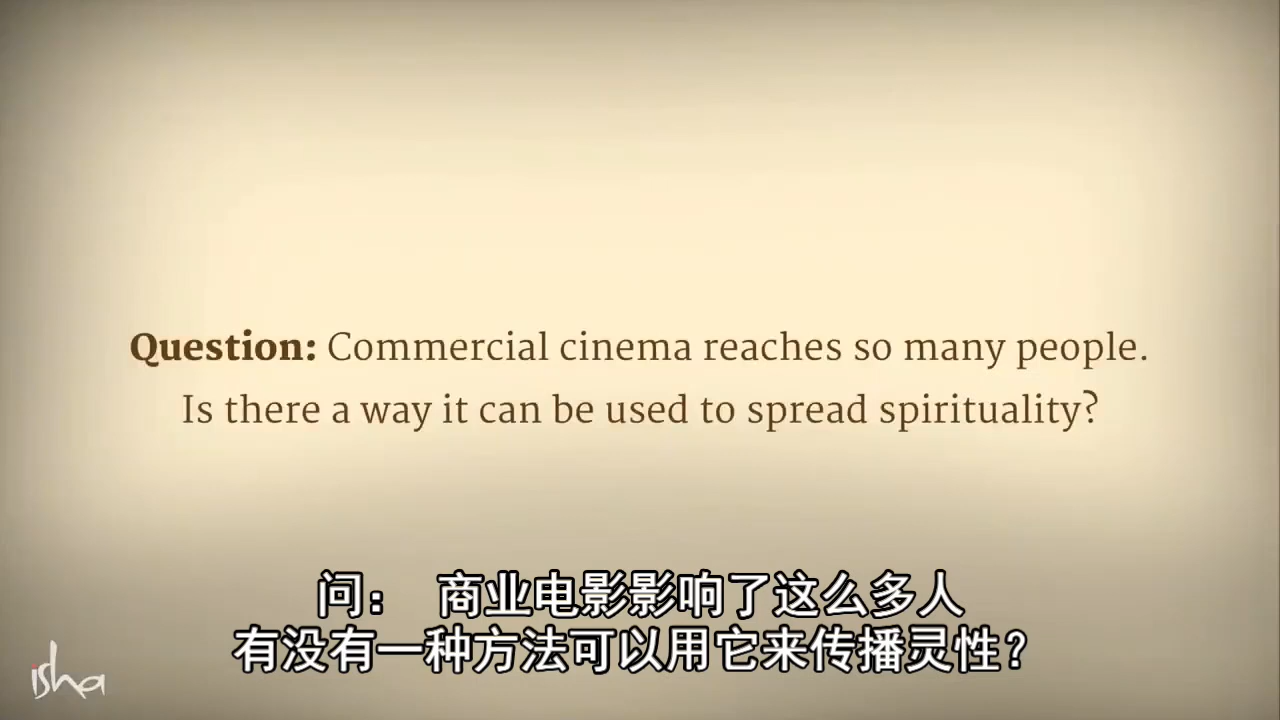 Question: Commercial cinema reaches so many people.
Is there a way it can be used to spread spirituality?
问： 商业电影影响了这么多人
有没有一种方法可以用它来传播灵性？
isha